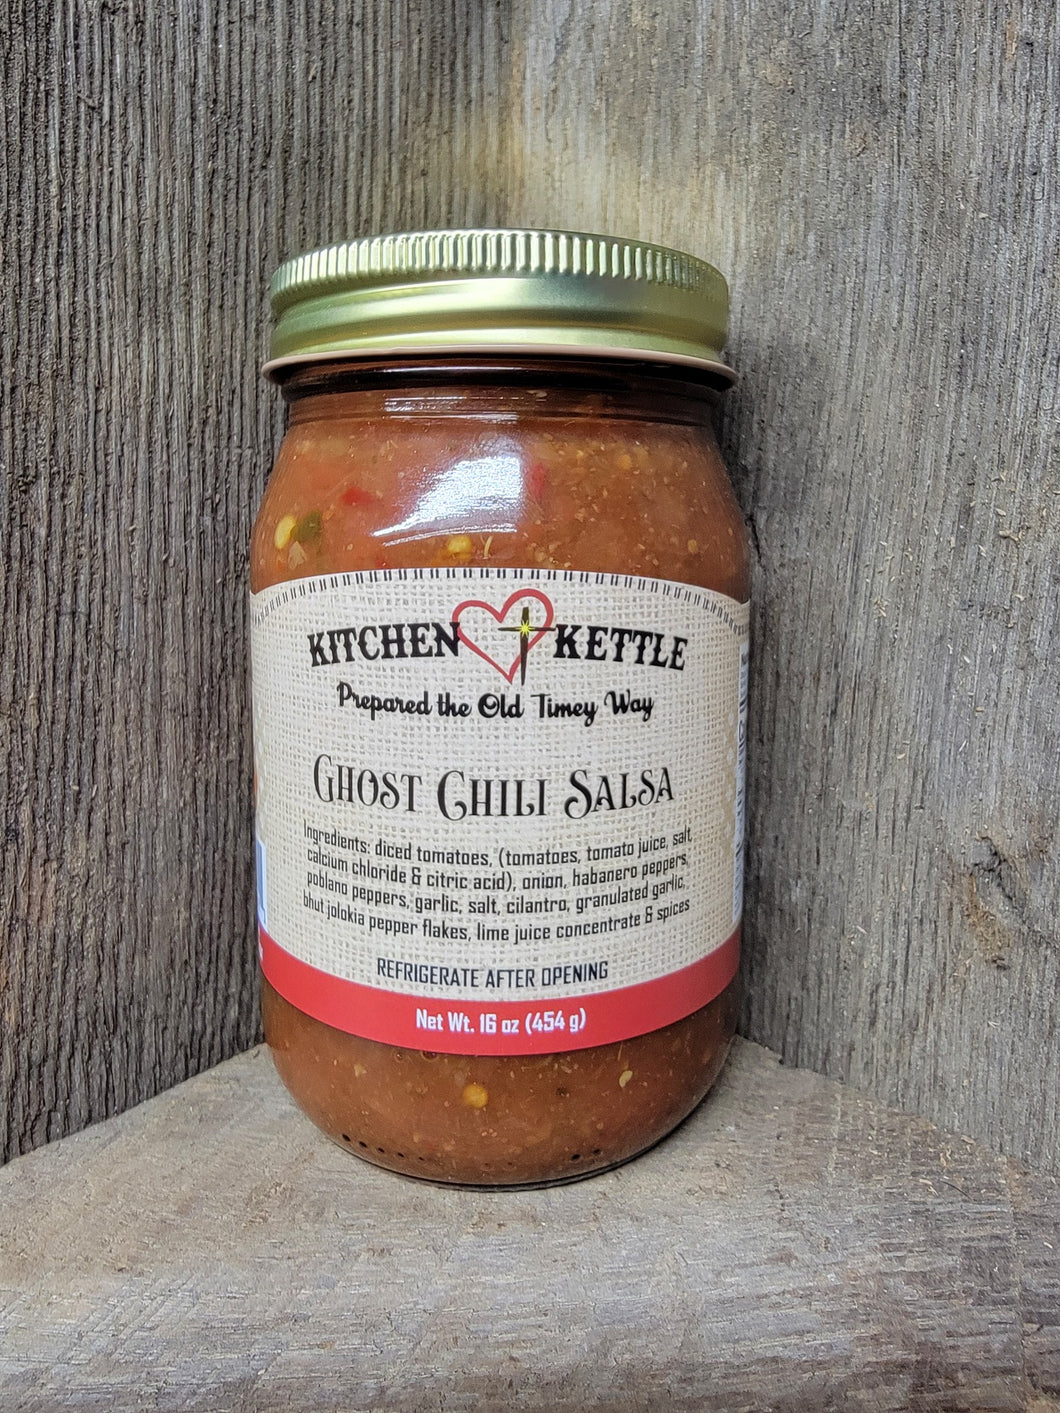 KITCHEN KETTLE
Prepared the Old Timey Way
GHOST CHILI SALSA
Ingredients: diced tomatoes, (tomatoes, tomato juice, salt,
calcium chloride & citric acid), onion, habanero peppers,
poblano peppers, garlic, salt, cilantro, granulated garlic,
bhut jolokia pepper flakes, lime juice concentrate & spices
REFRIGERATE AFTER OPENING
Net Wt. 16 oz (454 g)